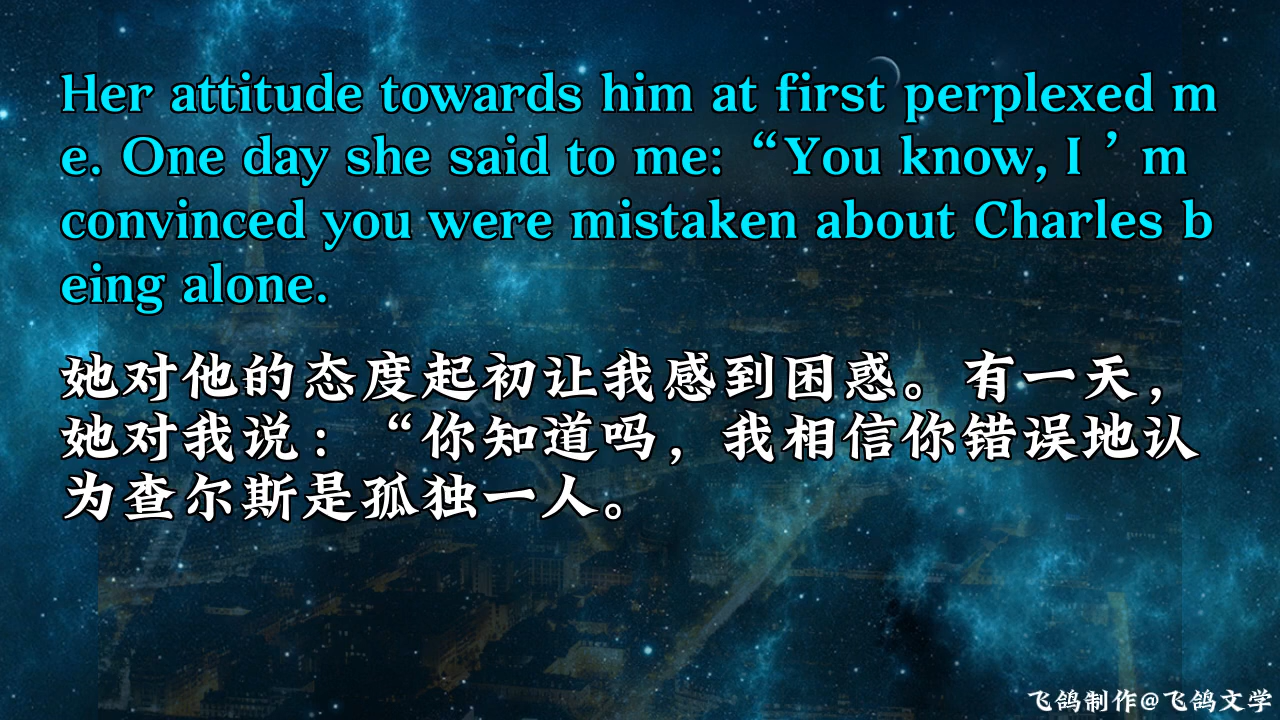 Her attitude towards him at first perplexed m
e. One day she said to me:“You know, I ’ m
convinced you were mistaken about Charles b
eing alone.
她对他的态度起初让我感到困惑。有一天，
她对我说：“你知道吗，我相信你错误地认
为查尔斯是孤独一人。
飞鸽制作@飞鸽文学